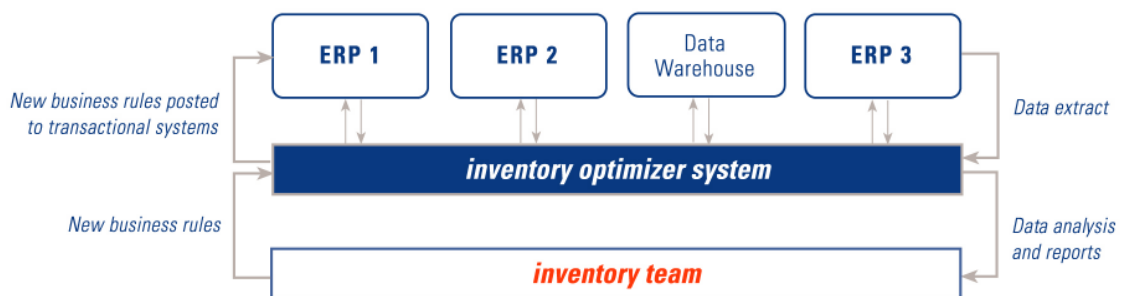 ERP 1
ERP 2
Data
Warehouse
ERP 3
New business rules posted
to transactional systems
Data extract
inventory optimizer system
New business rules
Data analysis
and reports
inventory team